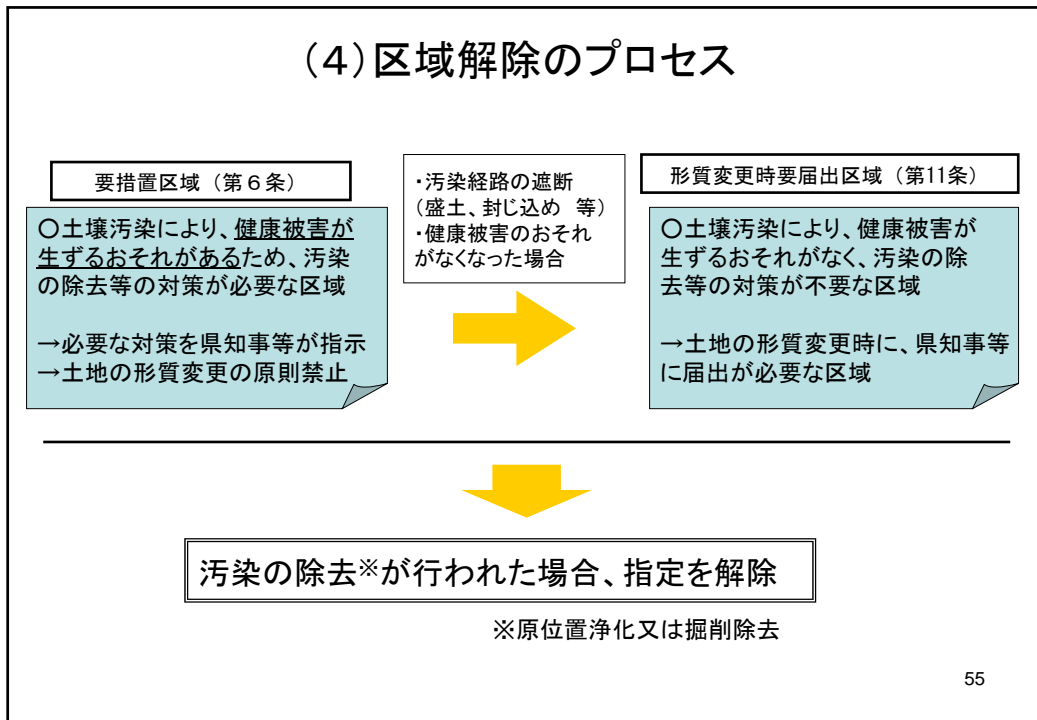 （４）区域解除のプロセス
要措置区域（第６条）
○土壌汚染により、健康被害が
生ずるおそれがあるため、汚染
の除去等の対策が必要な区域
→必要な対策を県知事等が指示
→土地の形質変更の原則禁止
・汚染経路の遮断
（盛土、封じ込め　等）
・健康被害のおそれ
がなくなった場合
形質変更時要届出区域（第11条）
○土壌汚染により、健康被害が
生ずるおそれがなく、汚染の除
去等の対策が不要な区域
→土地の形質変更時に、県知事等
に届出が必要な区域
汚染の除去※が行われた場合、指定を解除
※原位置浄化又は掘削除去
55